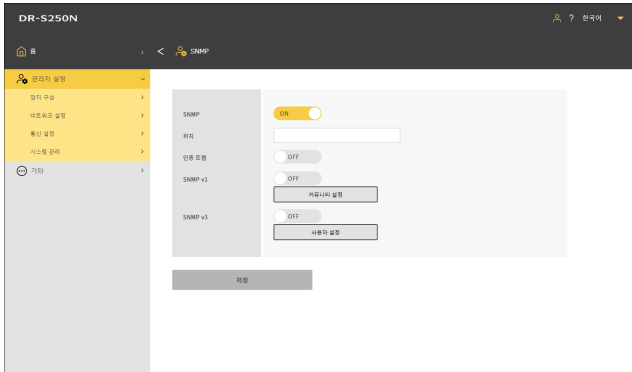 DR-S250N
? 한국어
홈
SNMP
관리자 설정
장치 구성
네트워크 설정
통신 설정
시스템 관리
기타
SNMP ON
위치
인증 트랩 OFF
SNMP v1 OFF
커뮤니티 설정
SNMP v3 OFF
사용자 설정
저장